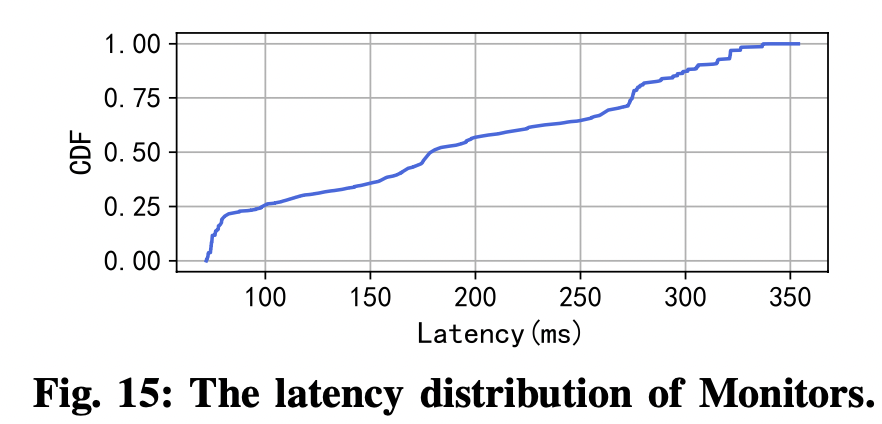 1.00
0.75
0.50
0.25
0.00
CDF
100 150 200 250 300 350
Latency(ms)
Fig. 15: The latency distribution of Monitors.